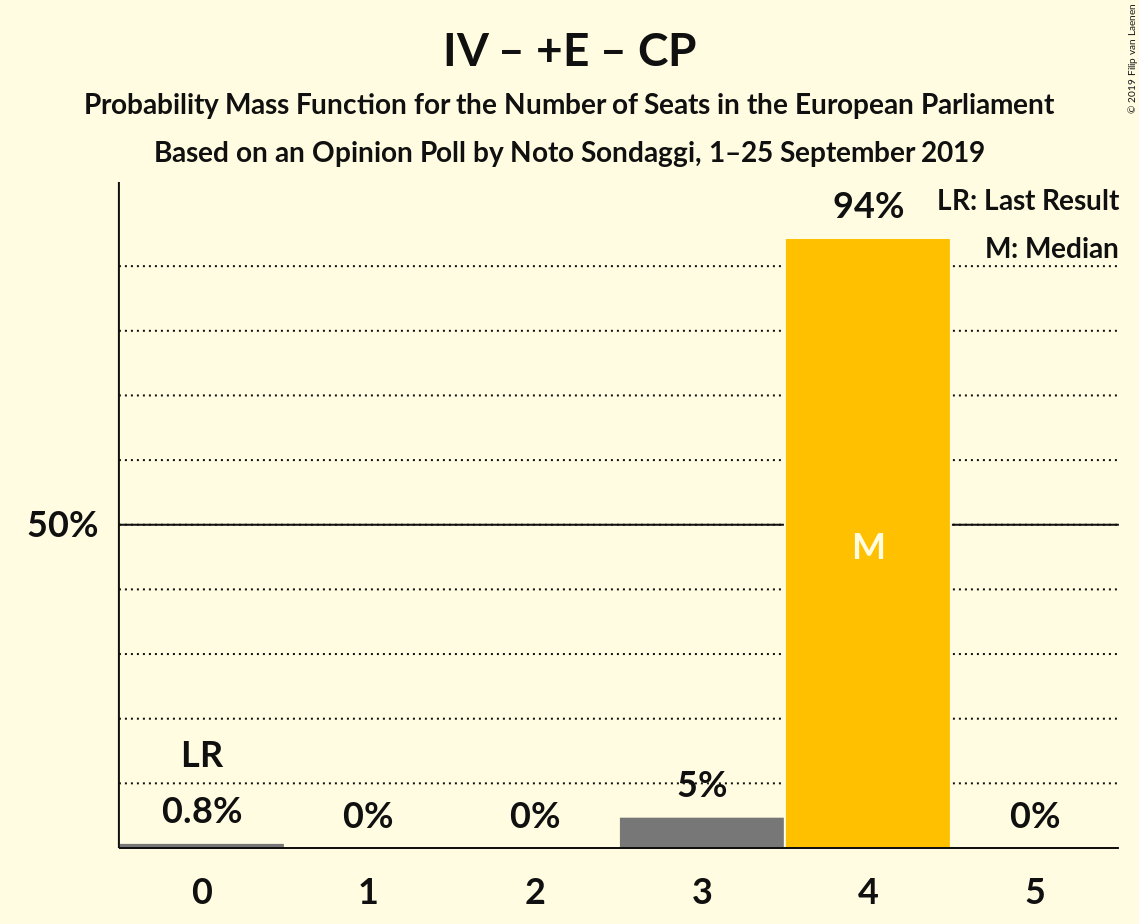 IV – +E – CP
Probability Mass Function for the Number of Seats in the European Parliament
Based on an Opinion Poll by Noto Sondaggi, 1–25 September 2019
© 2019 Filip van Laenen
LR: Last Result
M: Median
94%
50%
M
LR
0.8%
0%
0%
5%
0%
0
1
2
3
4
5